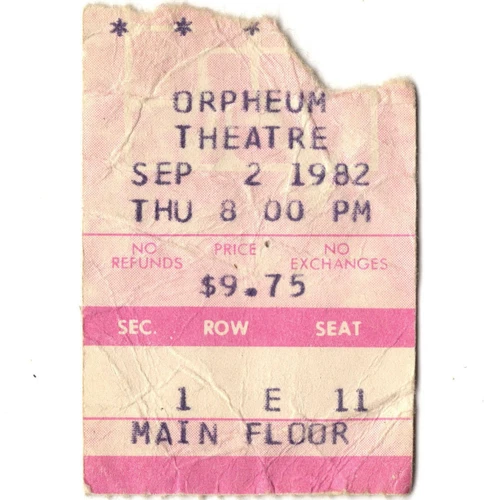 * * *
ORPHEUM
THEATRE
SEP 2 1982
THU 8 00 PM
NO PRICE NO
REFUNDS EXCHANGES
$9.75
SEC. ROW SEAT
1 E 11
MAIN FLOOR